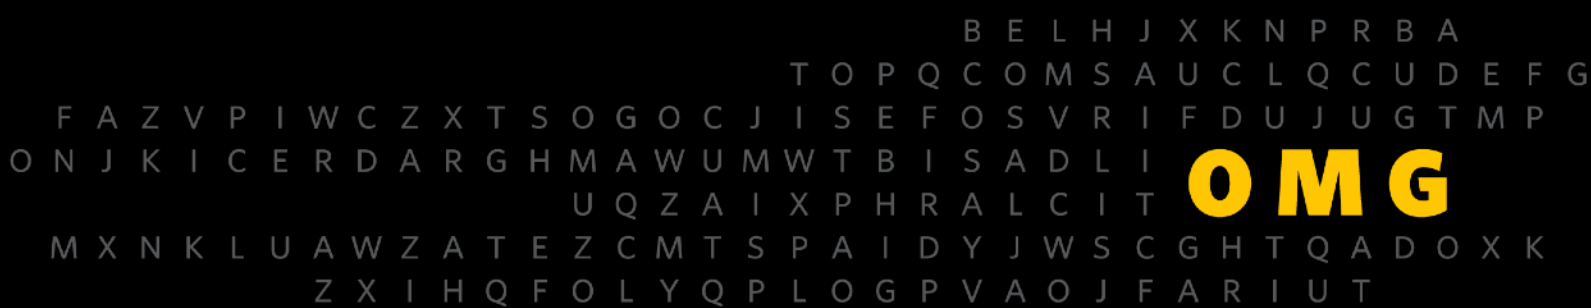 B E L H J X K N P R B A
T O P Q C O M S A U C L Q C U D E F G
F A Z V P I W C Z X T S O G O C J I S E F O S V R I F D U J U G T M P
O N J K I C E R D A R G H M A W U M W T B I S A D L I
OMG
U Q Z A I X P H R A L C I T
M X N K L U A W Z A T E Z C M T S P A I D Y J W S C G H T Q A D O X K
Z X I H Q F O L Y Q P L O G P V A O J F A R I U T